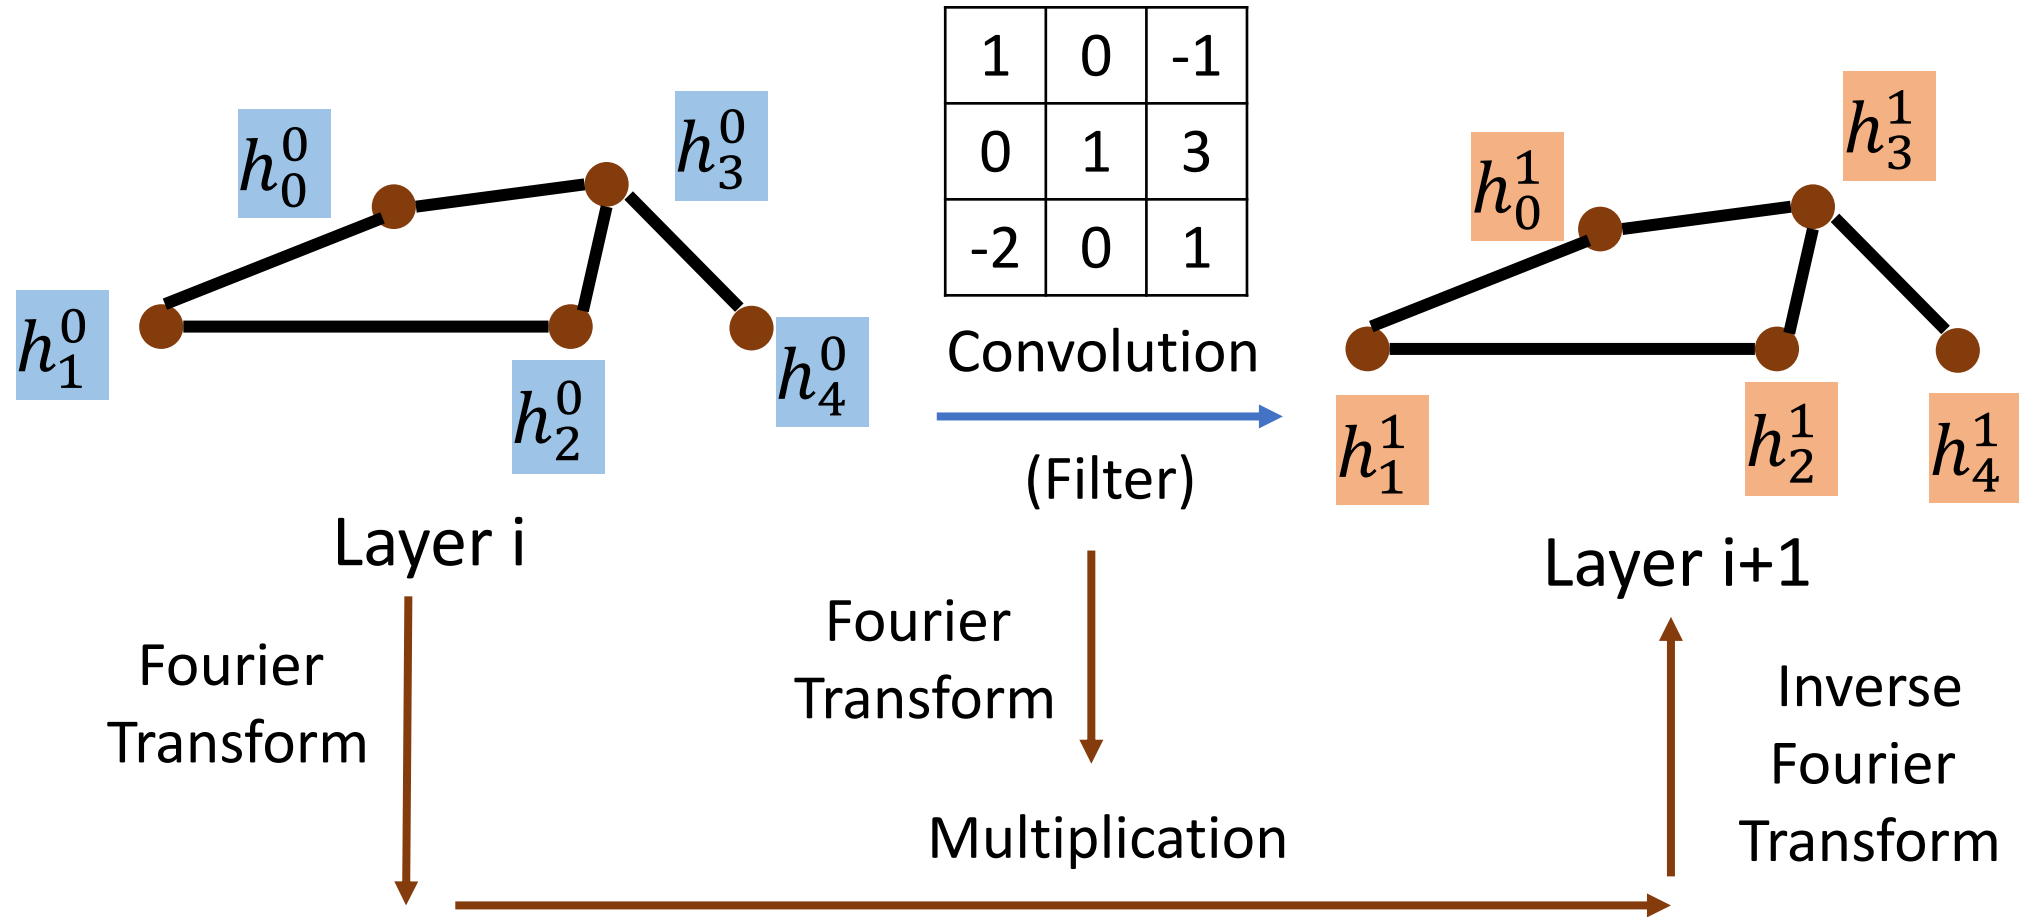 1 0 -1
0 1 3
-2 0 1
h_0^0
h_3^0
h_1^0
h_2^0
h_4^0
Convolution
(Filter)
h_0^1
h_3^1
h_1^1
h_2^1
h_4^1
Layer i
Layer i+1
Fourier
Transform
Fourier
Transform
Inverse
Fourier
Transform
Multiplication